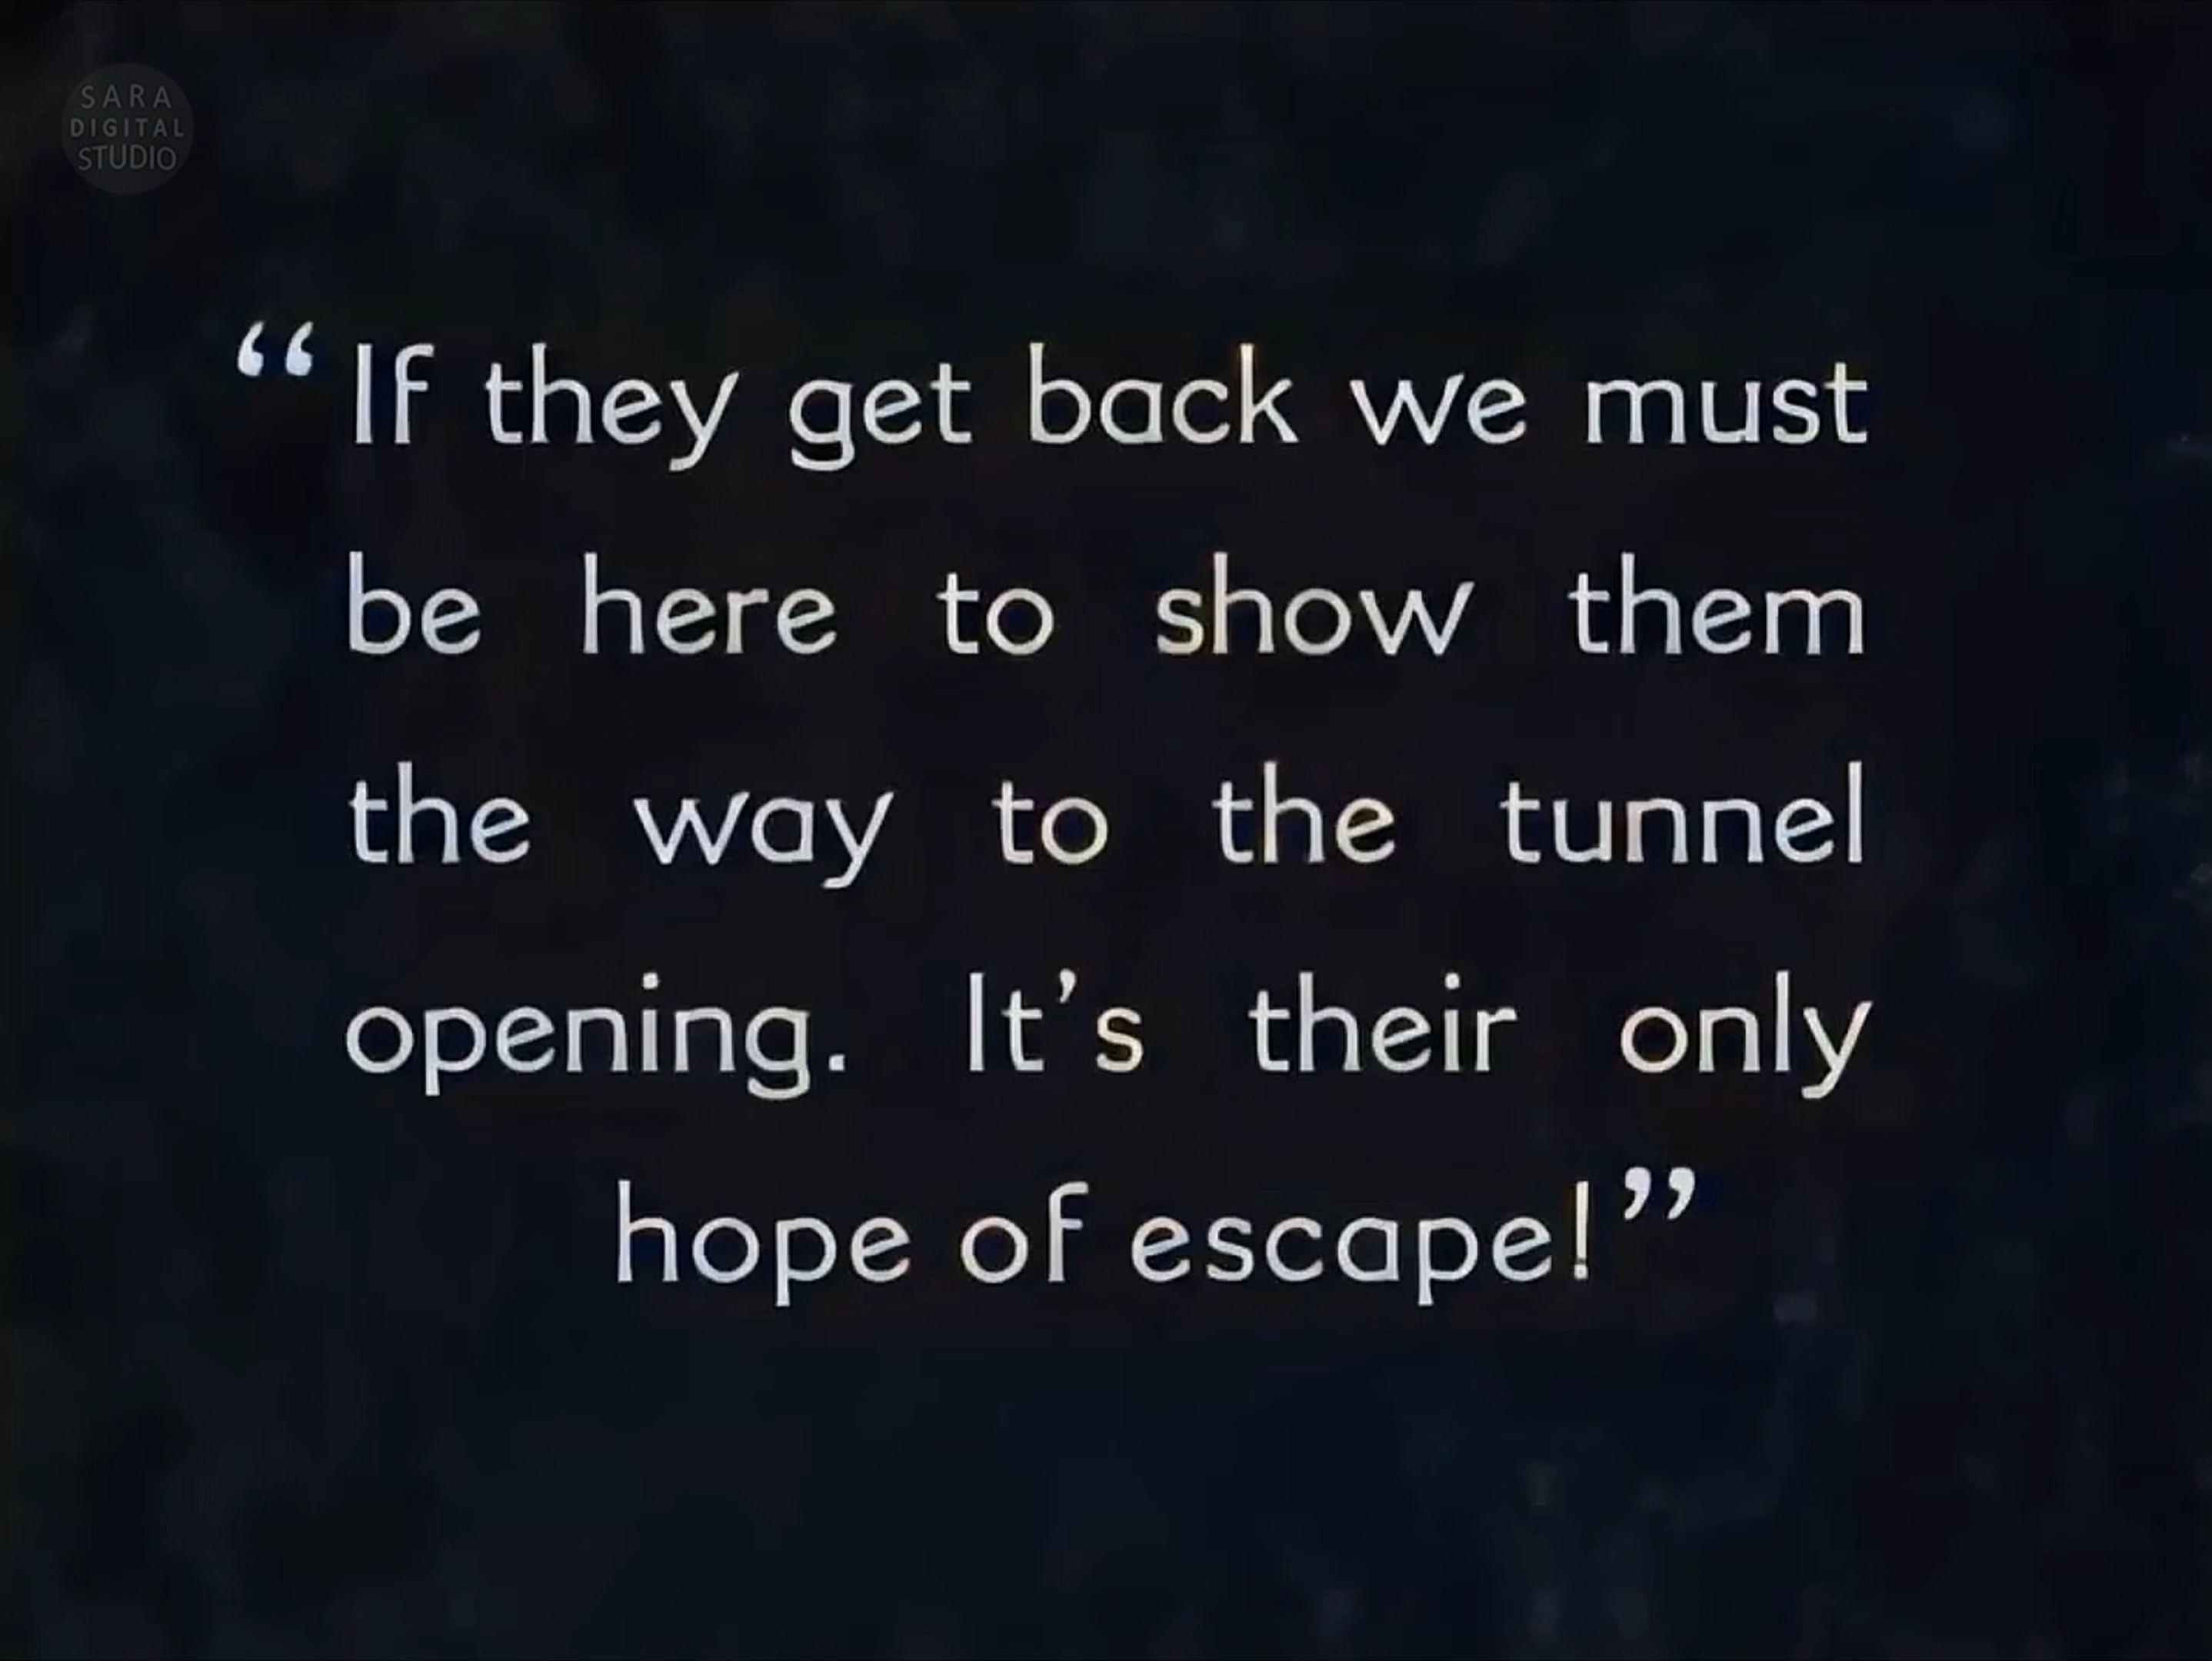 SARA
DIGITAL
STUDIO
“If they get back we must
be here to show them
the way to the tunnel
opening. It’s their only
hope of escape!”